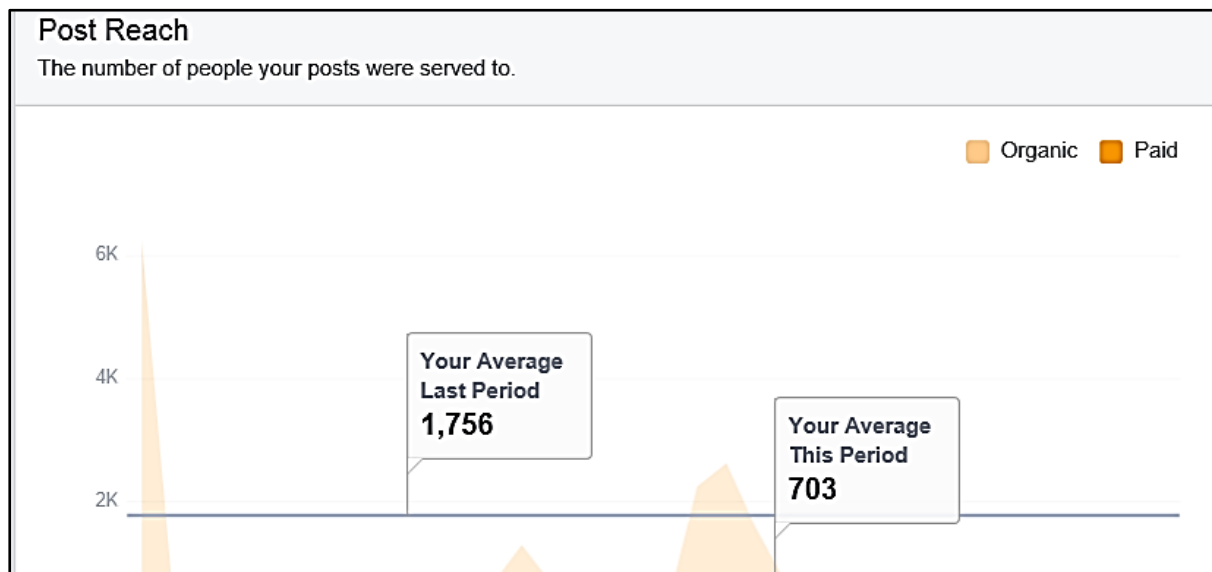 Post Reach
The number of people your posts were served to.
Organic Paid
6K
4K
Your Average
Last Period
1,756
Your Average
This Period
703
2K